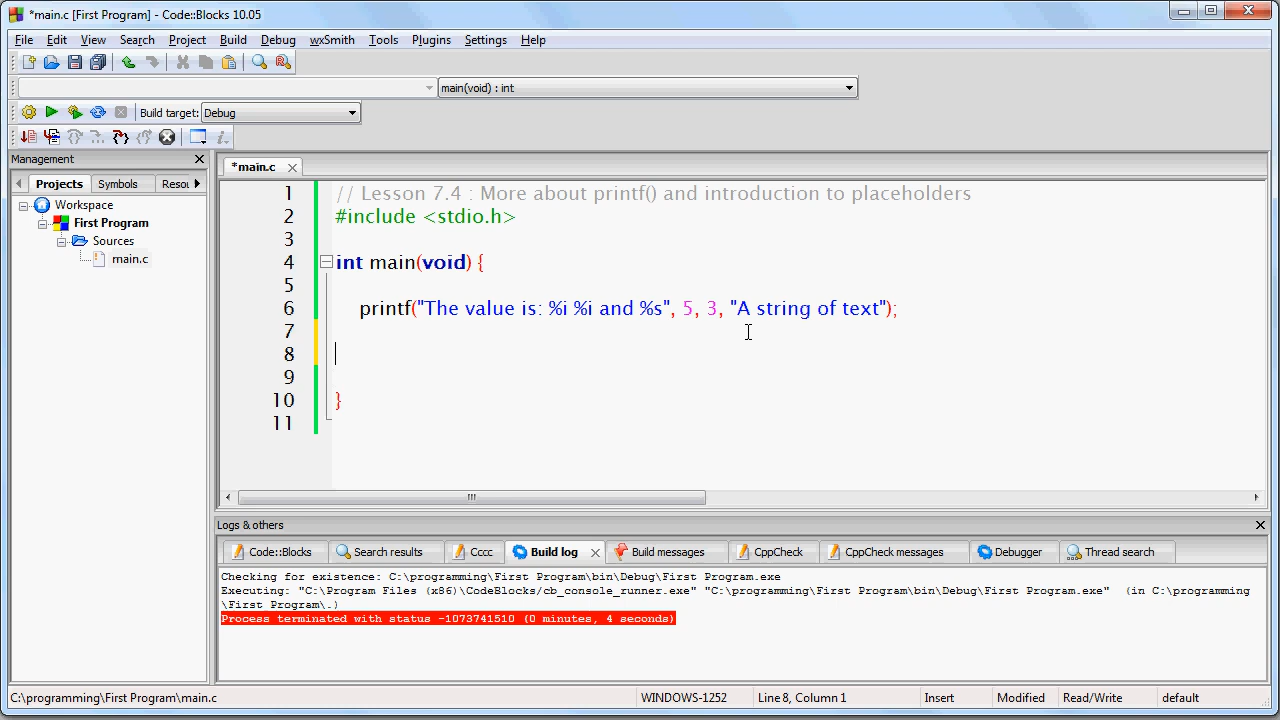 *main.c [First Program] - Code::Blocks 10.05
File Edit View Search Project Build Debug wxSmith Tools Plugins Settings Help
main(void) : int
Build target: Debug
Management
*main.c
Projects Symbols Resou
Workspace
First Program
Sources
main.c
1 // Lesson 7.4 : More about printf() and introduction to placeholders
2 #include <stdio.h>
3
4 int main(void) {
5
6 printf("The value is: %i %i and %s", 5, 3, "A string of text");
7
8
9
10 }
11
Logs & others
Code::Blocks Search results Cccc Build log Build messages CppCheck CppCheck messages Debugger Thread search
Checking for existence: C:\programming\First Program\bin\Debug\First Program.exe
Executing: "C:\Program Files (x86)\CodeBlocks/cb_console_runner.exe" "C:\programming\First Program\bin\Debug\First Program.exe"  (in C:\programming
\First Program\.)
Process terminated with status -1073741510 (0 minutes, 4 seconds)
C:\programming\First Program\main.c WINDOWS-1252 Line 8, Column 1 Insert Modified Read/Write default